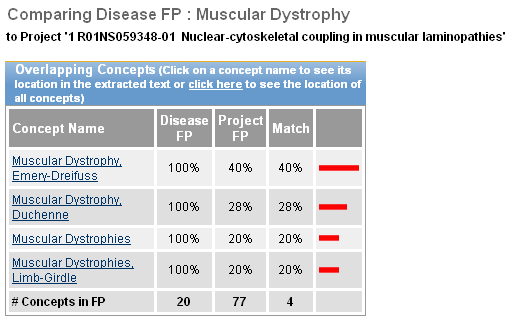 Comparing Disease FP : Muscular Dystrophy
to Project '1 R01NS059348-01 Nuclear-cytoskeletal coupling in muscular laminopathies'
Overlapping Concepts (Click on a concept name to see its
location in the extracted text or click here to see the location of
all concepts)
Concept Name Disease FP Project FP Match
Muscular Dystrophy, Emery-Dreifuss 100% 40% 40%
Muscular Dystrophy, Duchenne 100% 28% 28%
Muscular Dystrophies 100% 20% 20%
Muscular Dystrophies, Limb-Girdle 100% 20% 20%
# Concepts in FP 20 77 4